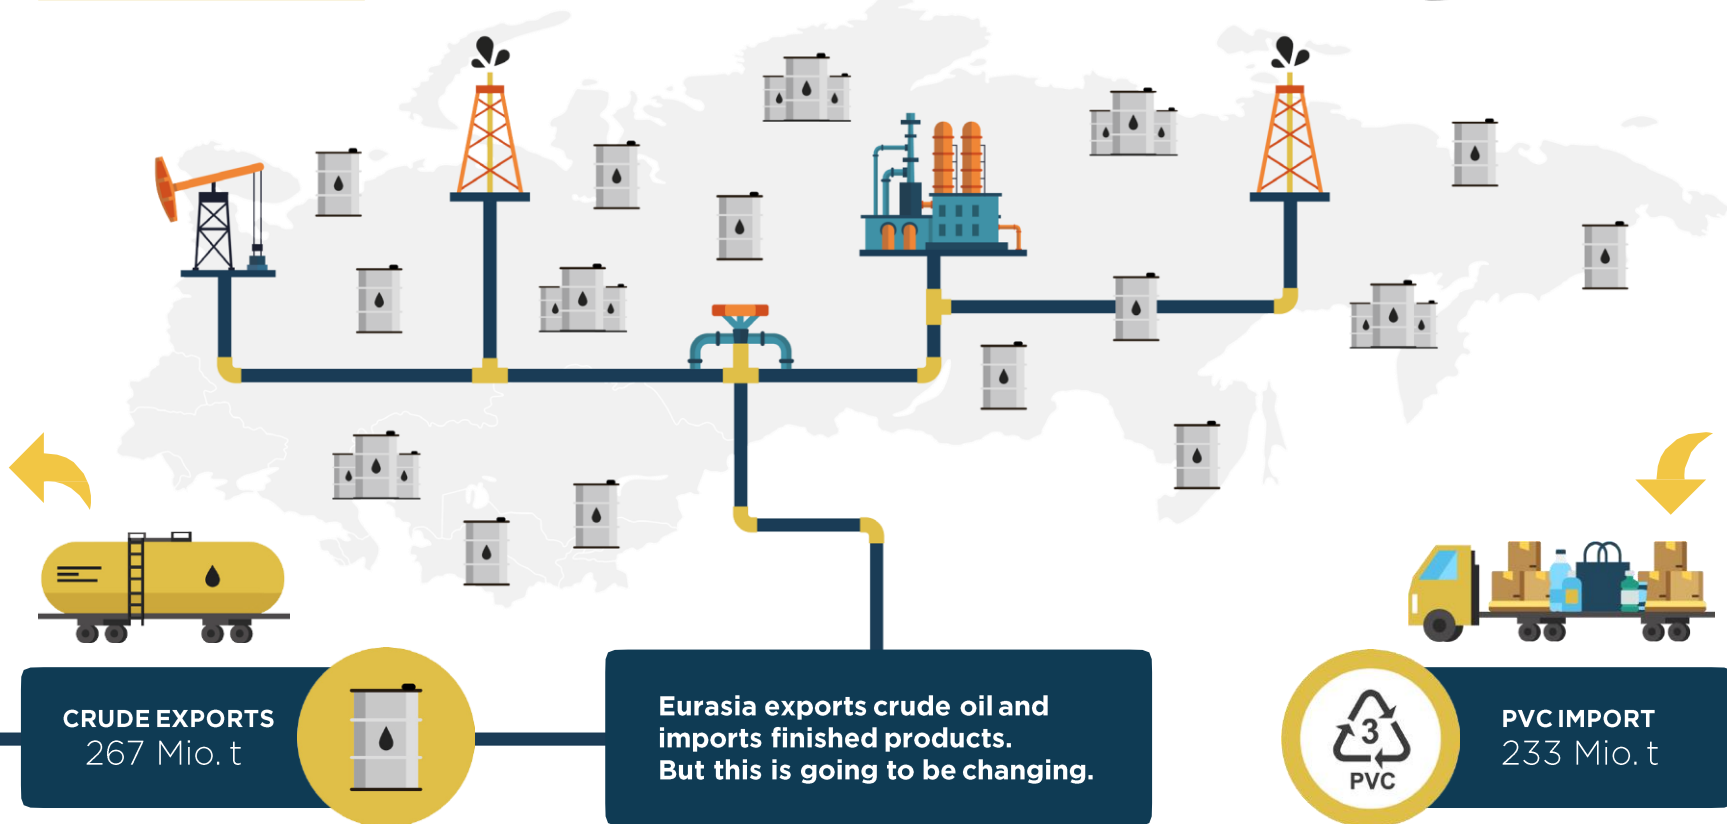 CRUDE EXPORTS
267 Mio. t
Eurasia exports crude oil and
imports finished products.
But this is going to be changing.
3
PVC
PVC IMPORT
233 Mio. t